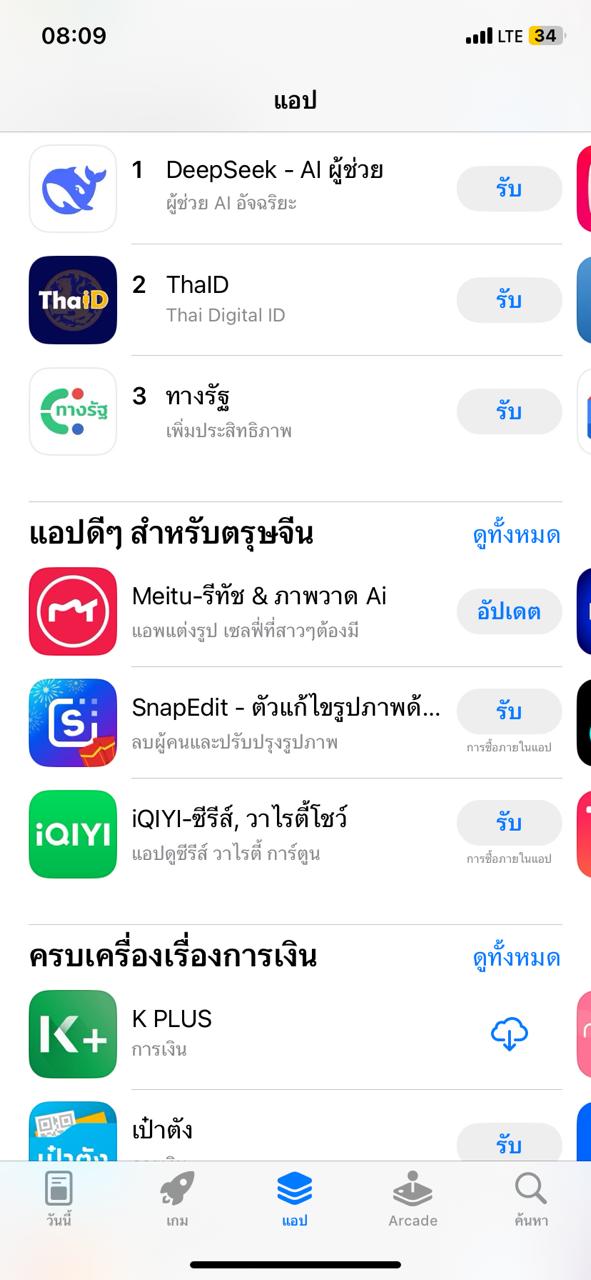 08:09
LTE 34
แอป
1 DeepSeek - AI ผู้ช่วย
ผู้ช่วย AI อัจฉริยะ
รับ
ThaiD
2 ThaID
Thai Digital ID
รับ
ทางรัฐ
3 ทางรัฐ
เพิ่มประสิทธิภาพ
รับ
แอปดีๆ สำหรับตรุษจีน
ดูทั้งหมด
Meitu-รีทัช & ภาพวาด Ai
แอพแต่งรูป เซลฟี่ที่สาวๆต้องมี
อัปเดต
SnapEdit - ตัวแก้ไขรูปภาพด้...
ลบผู้คนและปรับปรุงรูปภาพ
รับ
การซื้อภายในแอป
iQIYI
iQIYI-ซีรีส์, วาไรตี้โชว์
แอปดูซีรีส์ วาไรตี้ การ์ตูน
รับ
การซื้อภายในแอป
ครบเครื่องเรื่องการเงิน
ดูทั้งหมด
K+
K PLUS
การเงิน
เป๋าตัง
เป๋าตัง
รับ
วันนี้
เกม
แอป
Arcade
ค้นหา